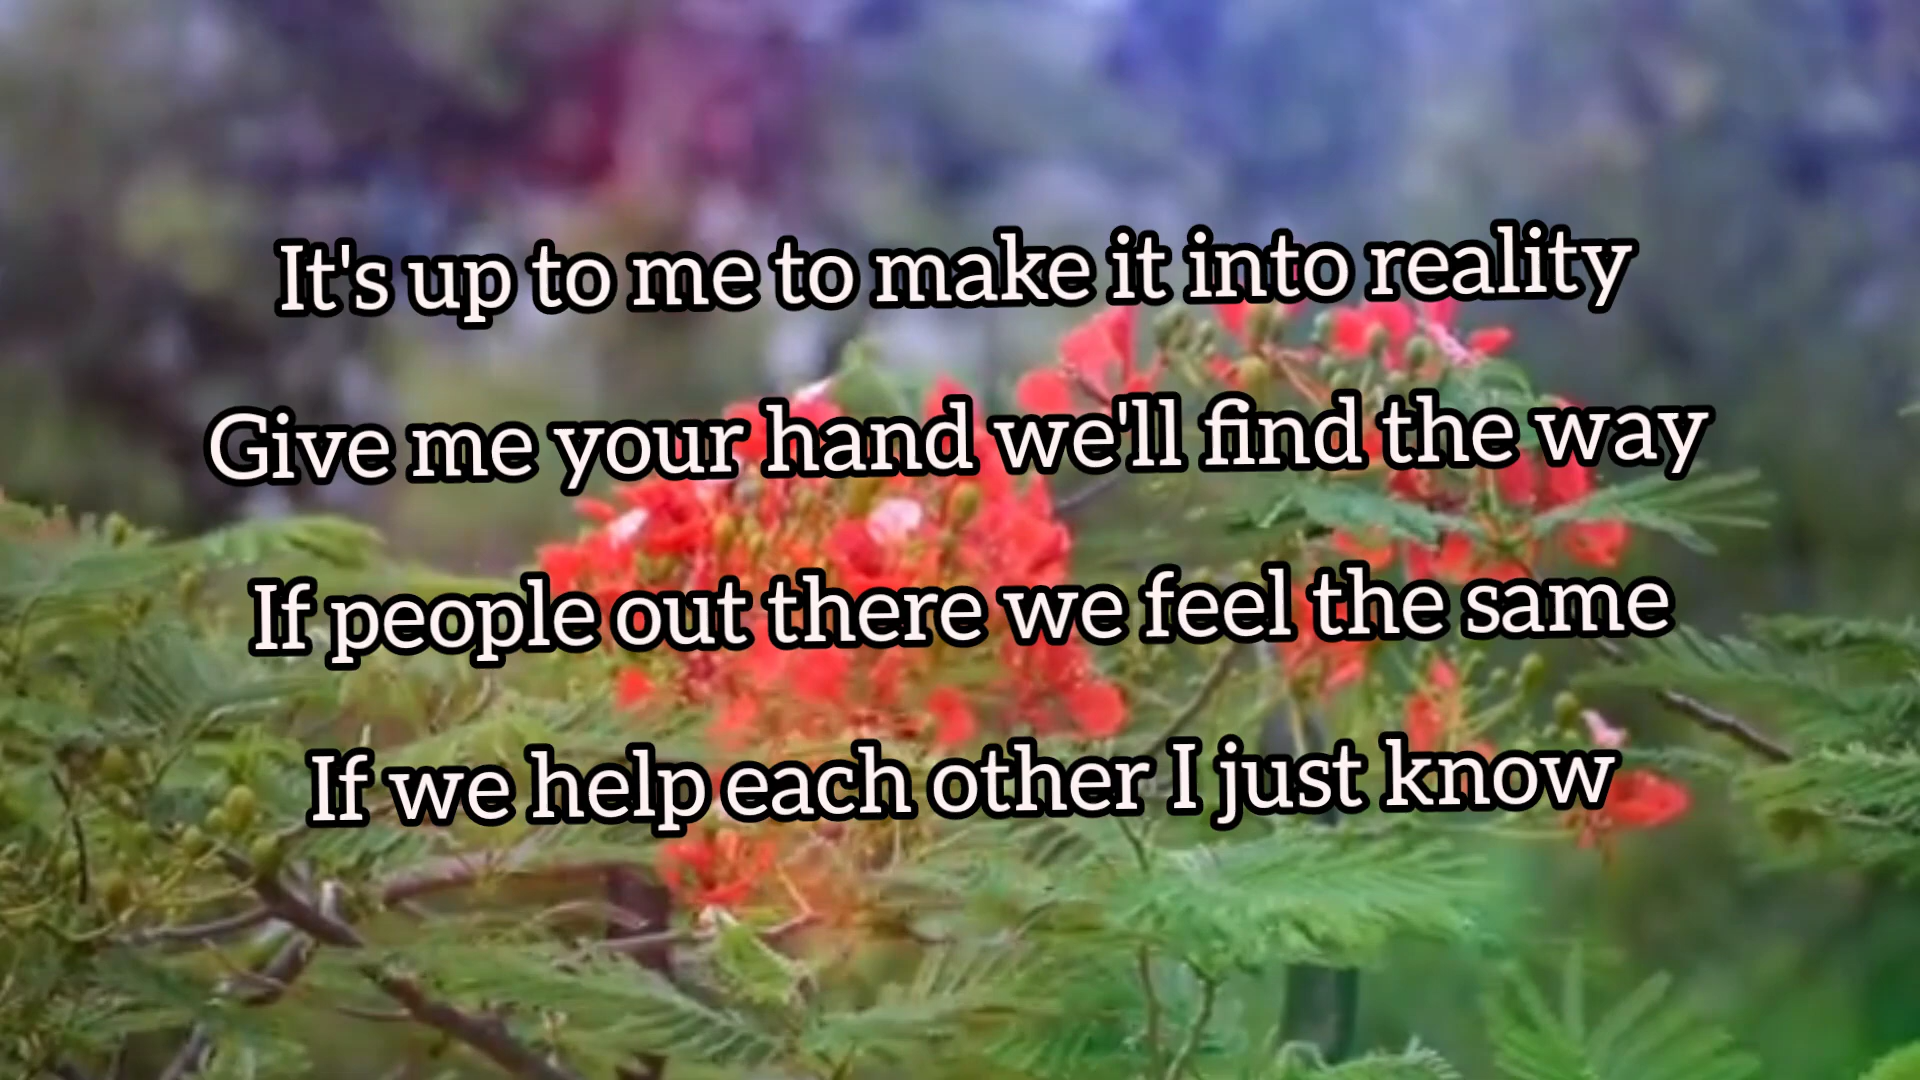 It's up to me to make it into reality
Give me your hand we'll find the way
If people out there we feel the same
If we help each other I just know